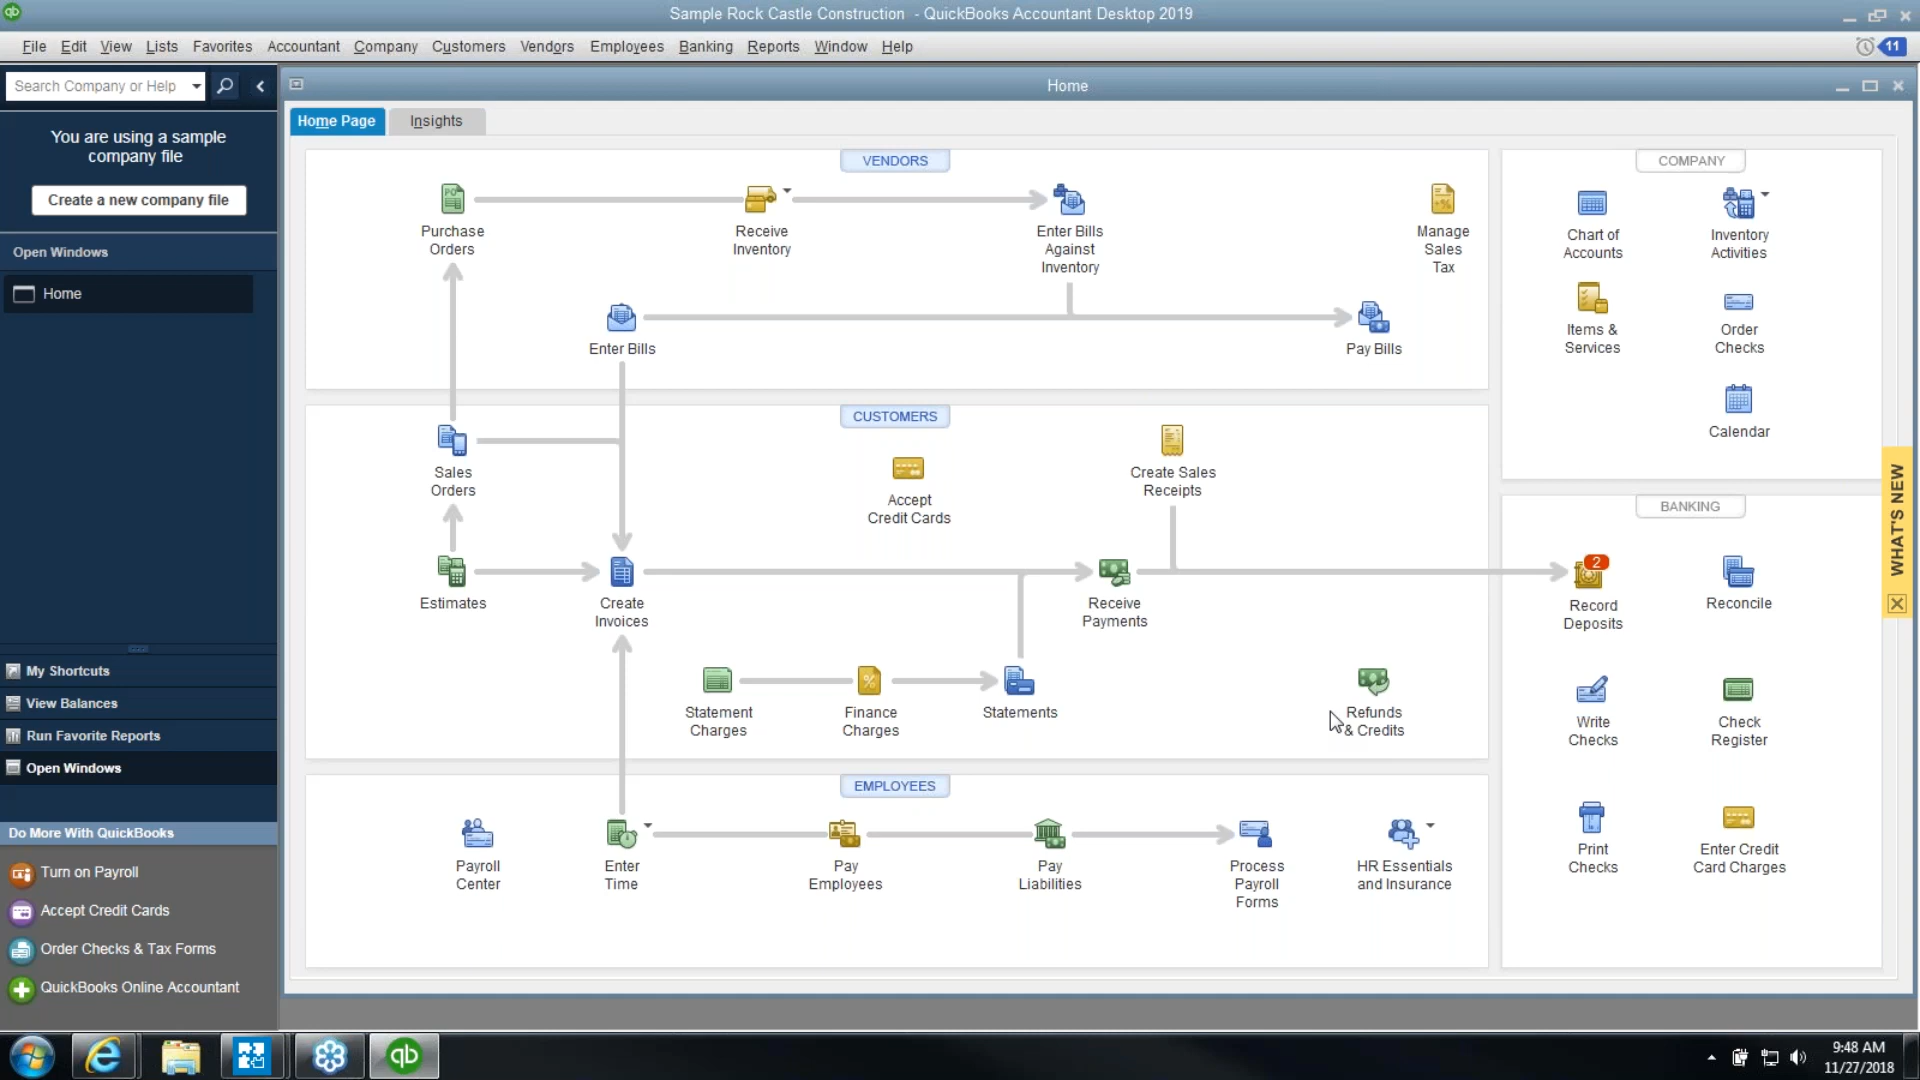 Sample Rock Castle Construction - QuickBooks Accountant Desktop 2019
File Edit View Lists Favorites Accountant Company Customers Vendors Employees Banking Reports Window Help
11
Search Company or Help
You are using a sample
company file
Create a new company file
Open Windows
Home
My Shortcuts
View Balances
Run Favorite Reports
Open Windows
Do More With QuickBooks
Turn on Payroll
Accept Credit Cards
Order Checks & Tax Forms
QuickBooks Online Accountant
Home
Home Page
Insights
VENDORS
Purchase
Orders
Receive
Inventory
Enter Bills
Against
Inventory
Manage
Sales
Tax
Enter Bills
Pay Bills
CUSTOMERS
Sales
Orders
Accept
Credit Cards
Create Sales
Receipts
Estimates
Create
Invoices
Receive
Payments
Statement
Charges
Finance
Charges
Statements
Refunds
& Credits
EMPLOYEES
Payroll
Center
Enter
Time
Pay
Employees
Pay
Liabilities
Process
Payroll
Forms
HR Essentials
and Insurance
COMPANY
Chart of
Accounts
Inventory
Activities
Items &
Services
Order
Checks
Calendar
BANKING
2
Record
Deposits
Reconcile
Write
Checks
Check
Register
Print
Checks
Enter Credit
Card Charges
WHAT'S NEW
qb
9:48 AM
11/27/2018